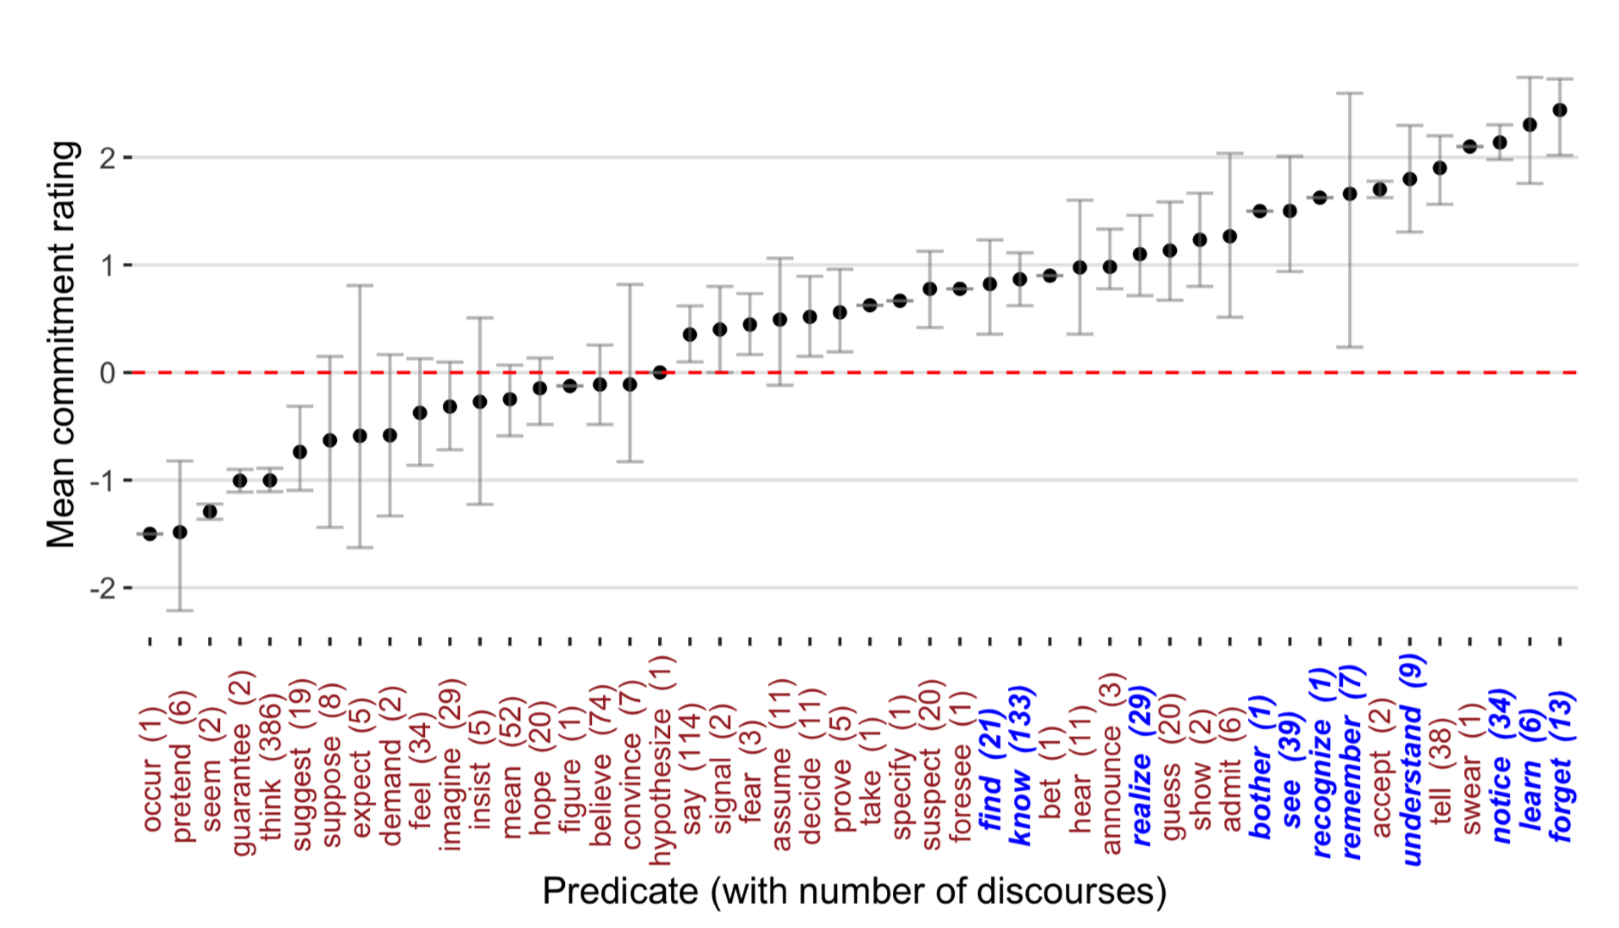 Mean commitment rating
2
1
0
-1
-2
occur (1)
pretend (6)
seem (2)
guarantee (2)
think (386)
suggest (19)
suppose (8)
expect (5)
demand (2)
feel (34)
imagine (29)
insist (5)
mean (52)
hope (20)
figure (1)
believe (74)
convince (7)
hypothesize (1)
say (114)
signal (2)
fear (3)
assume (11)
decide (11)
prove (5)
take (1)
specify (1)
suspect (20)
foresee (1)
find (21)
know (133)
bet (1)
hear (11)
announce (3)
realize (29)
guess (20)
show (2)
admit (6)
bother (1)
see (39)
recognize (1)
remember (7)
accept (2)
understand (9)
tell (38)
swear (1)
notice (34)
learn (6)
forget (13)
Predicate (with number of discourses)